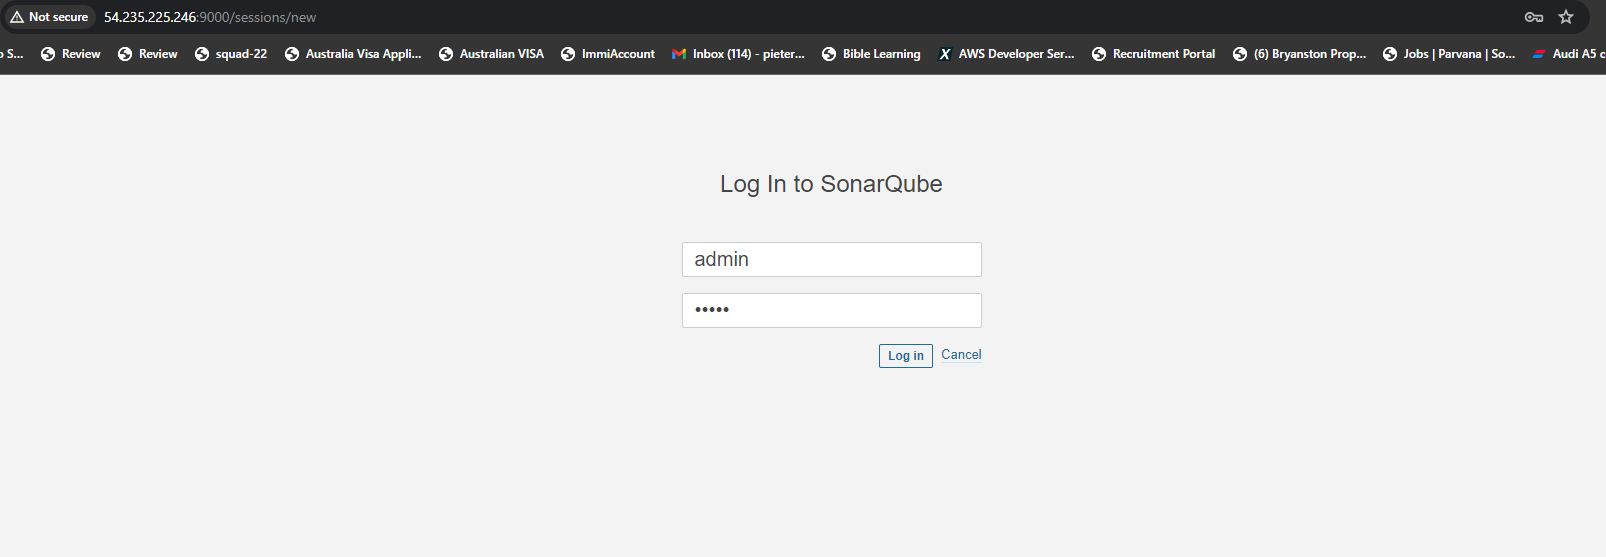 Not secure 54.235.225.246:9000/sessions/new
S... Review Review squad-22 Australia Visa Appli... Australian VISA ImmiAccount Inbox (114) - pieter... Bible Learning AWS Developer Ser... Recruitment Portal (6) Bryanston Prop... Jobs | Parvana | So... Audi A5 c
Log In to SonarQube
admin
•••••
Log in Cancel